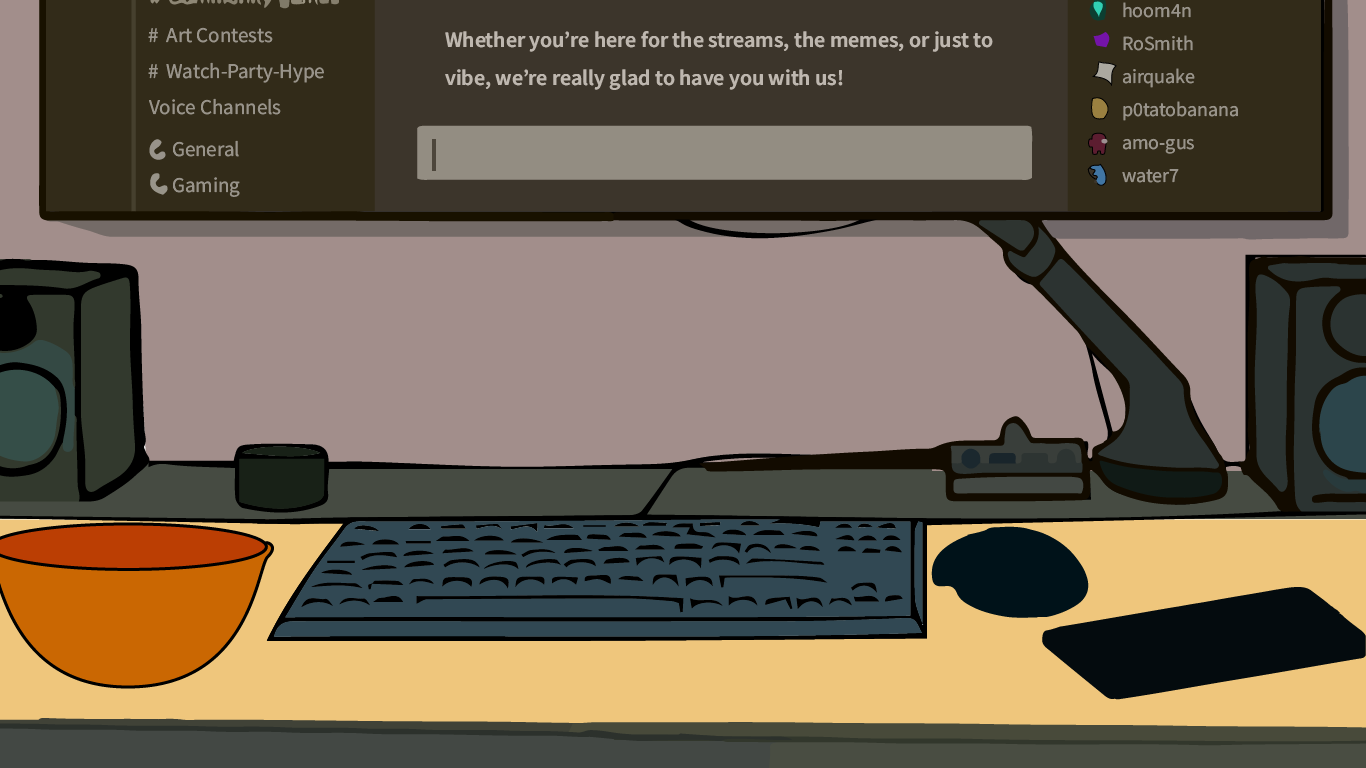 # Art Contests
# Watch-Party-Hype
Voice Channels
General
Gaming
Whether you’re here for the streams, the memes, or just to
vibe, we’re really glad to have you with us!
hoom4n
RoSmith
airquake
p0tatobanana
amo-gus
water7